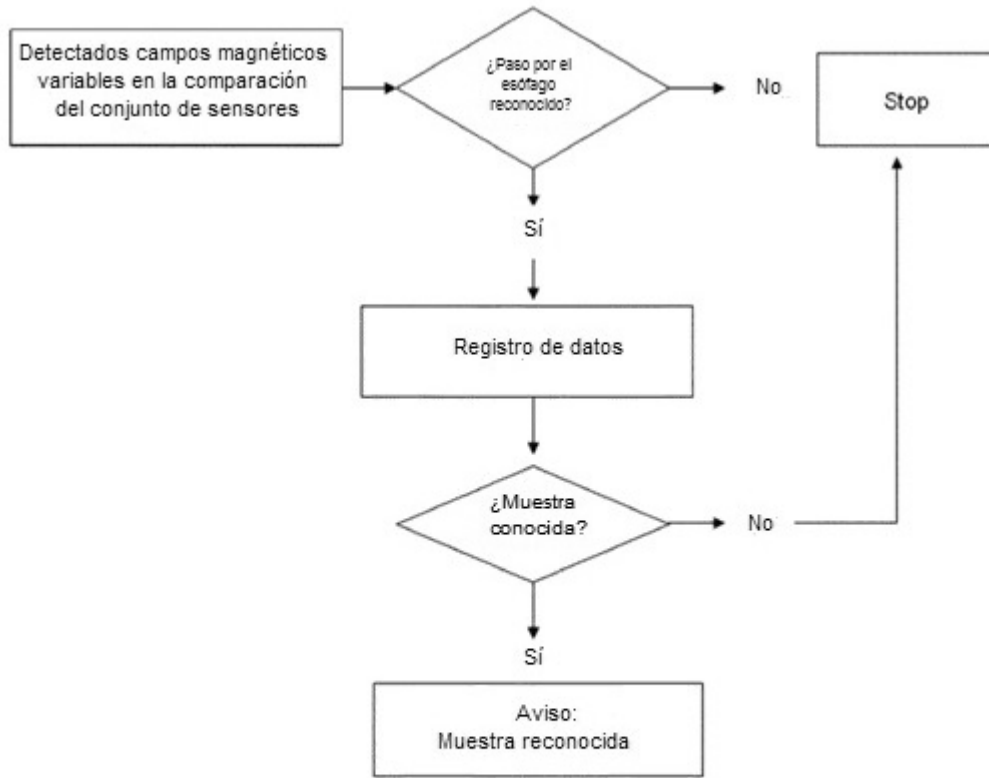 Detectados campos magnéticos
variables en la comparación
del conjunto de sensores
¿Paso por el
esófago
reconocido?
No
Stop
Sí
Registro de datos
¿Muestra
conocida?
No
Sí
Aviso:
Muestra reconocida